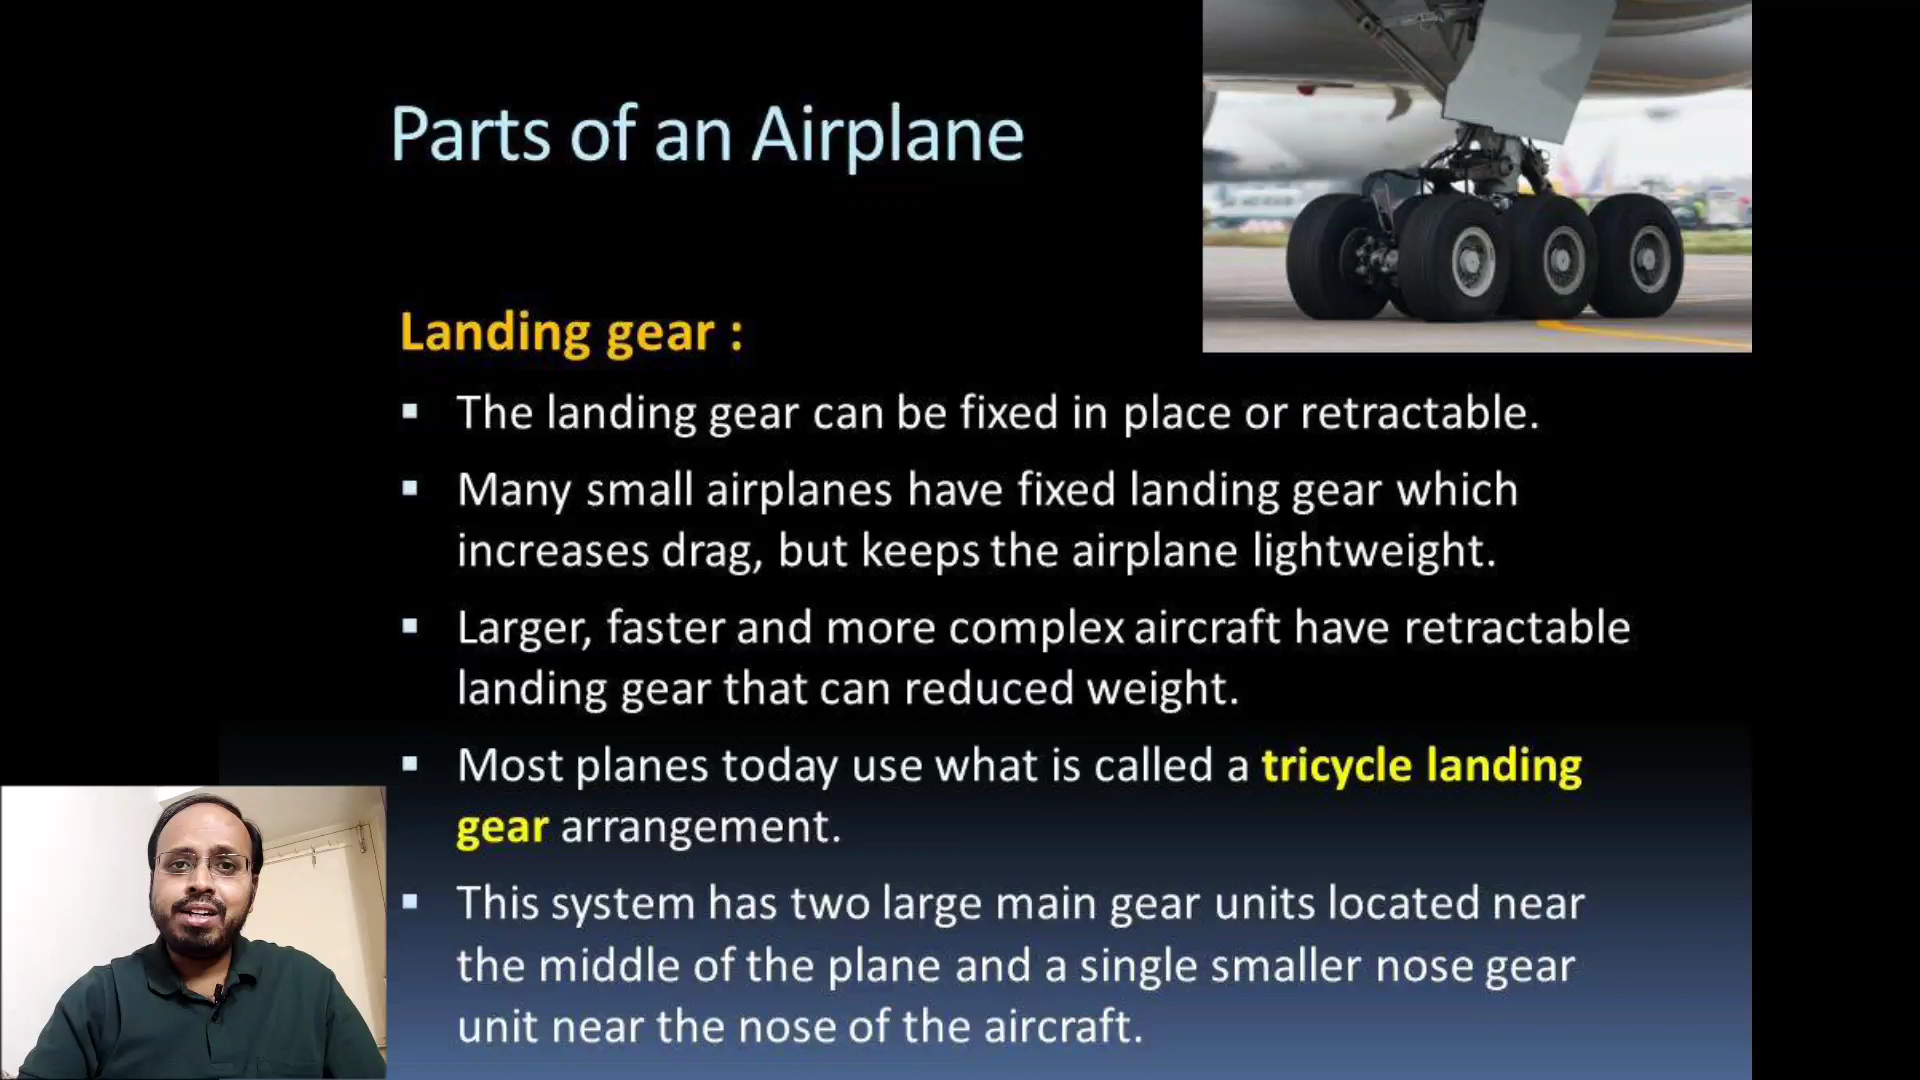 Parts of an Airplane
Landing gear :
The landing gear can be fixed in place or retractable.
Many small airplanes have fixed landing gear which
increases drag, but keeps the airplane lightweight.
Larger, faster and more complex aircraft have retractable
landing gear that can reduced weight.
Most planes today use what is called a tricycle landing
gear arrangement.
This system has two large main gear units located near
the middle of the plane and a single smaller nose gear
unit near the nose of the aircraft.